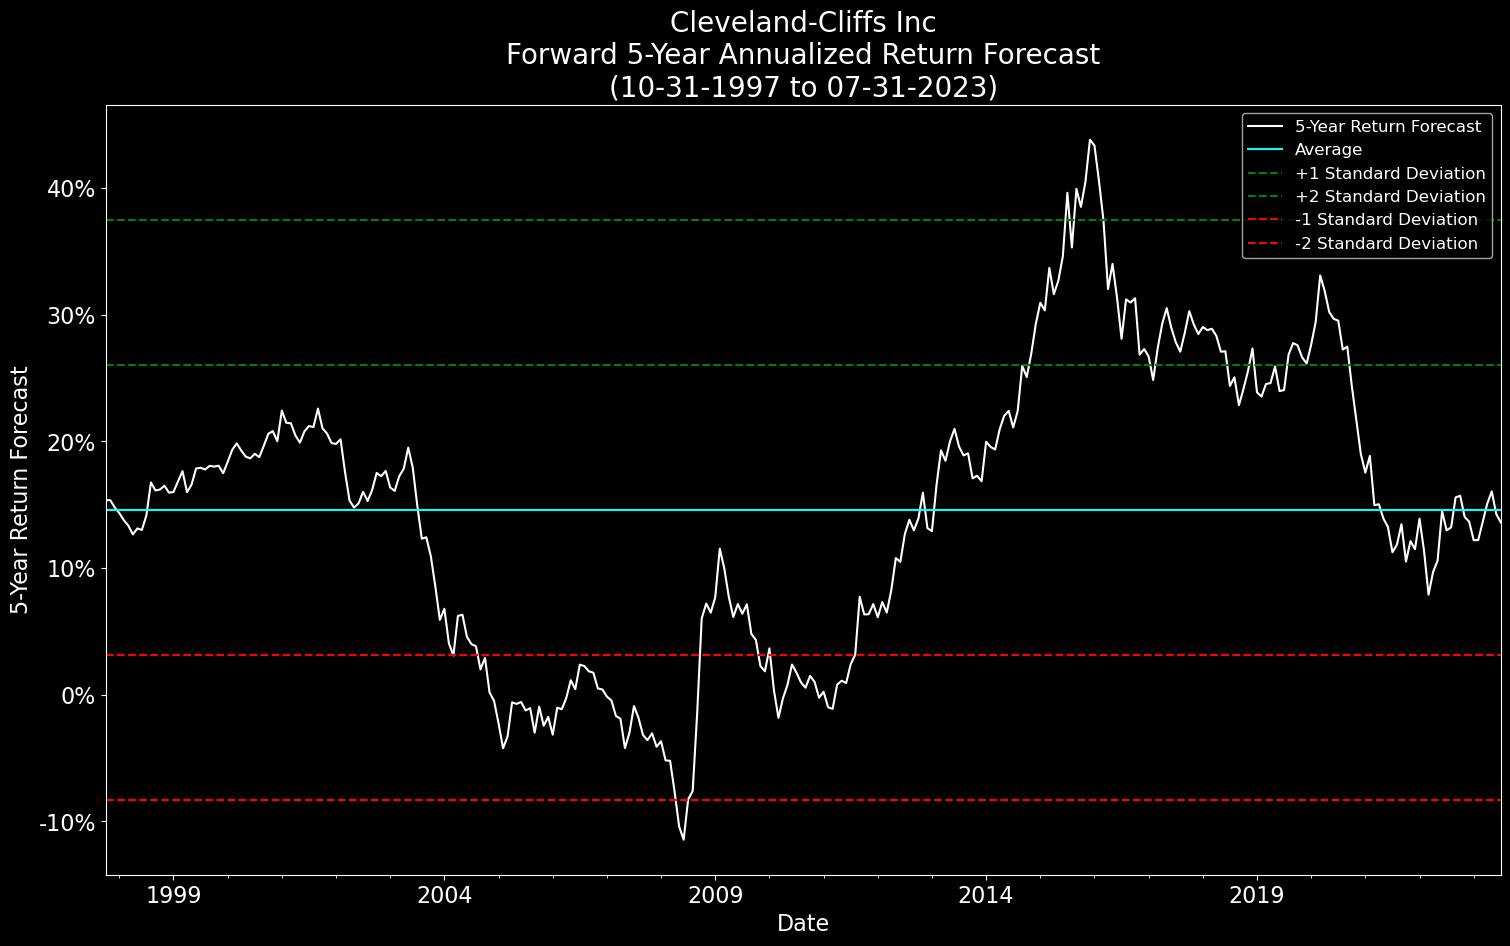 Cleveland-Cliffs Inc
Forward 5-Year Annualized Return Forecast
(10-31-1997 to 07-31-2023)
5-Year Return Forecast
Average
+1 Standard Deviation
+2 Standard Deviation
-1 Standard Deviation
-2 Standard Deviation
5-Year Return Forecast
40%
30%
20%
10%
0%
-10%
1999 2004 2009 2014 2019
Date